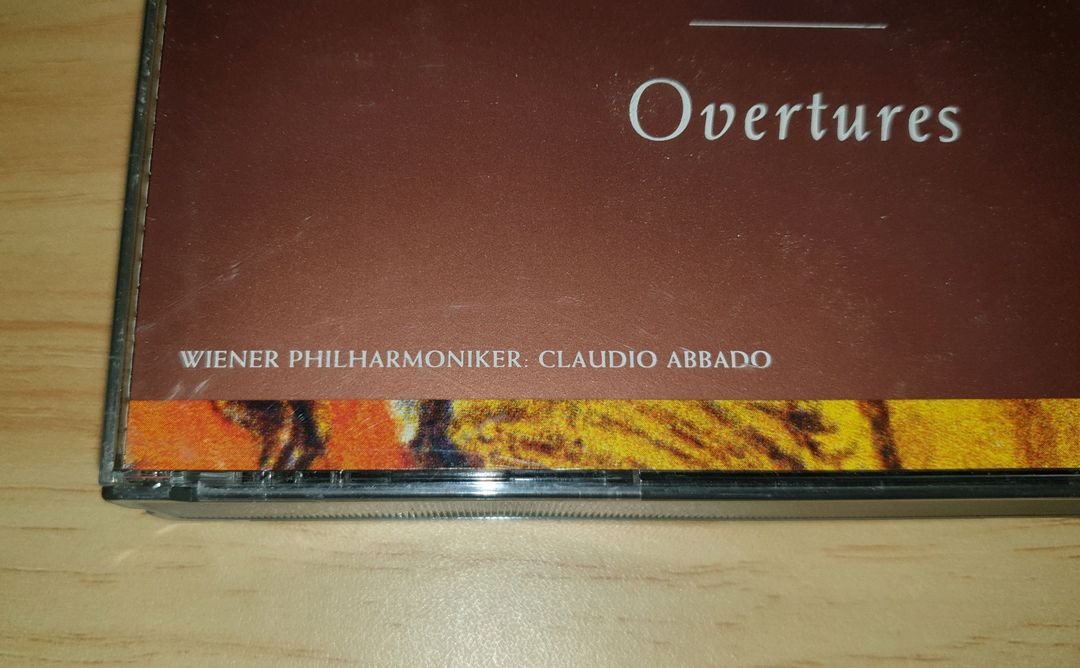 Overtures
WIENER PHILHARMONIKER: CLAUDIO ABBADO